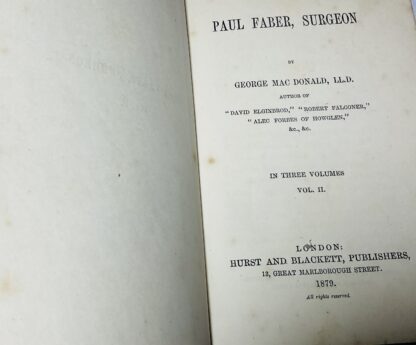 PAUL FABER, SURGEON
BY
GEORGE MAC DONALD, LL.D.
AUTHOR OF
"DAVID ELGINBROD," "ROBERT FALCONER,"
"ALEC FORBES OF HOWGLEN,"
&c., &c.
IN THREE VOLUMES
VOL. II.
LONDON:
HURST AND BLACKETT, PUBLISHERS,
13, GREAT MARLBOROUGH STREET.
1879.
All rights reserved.